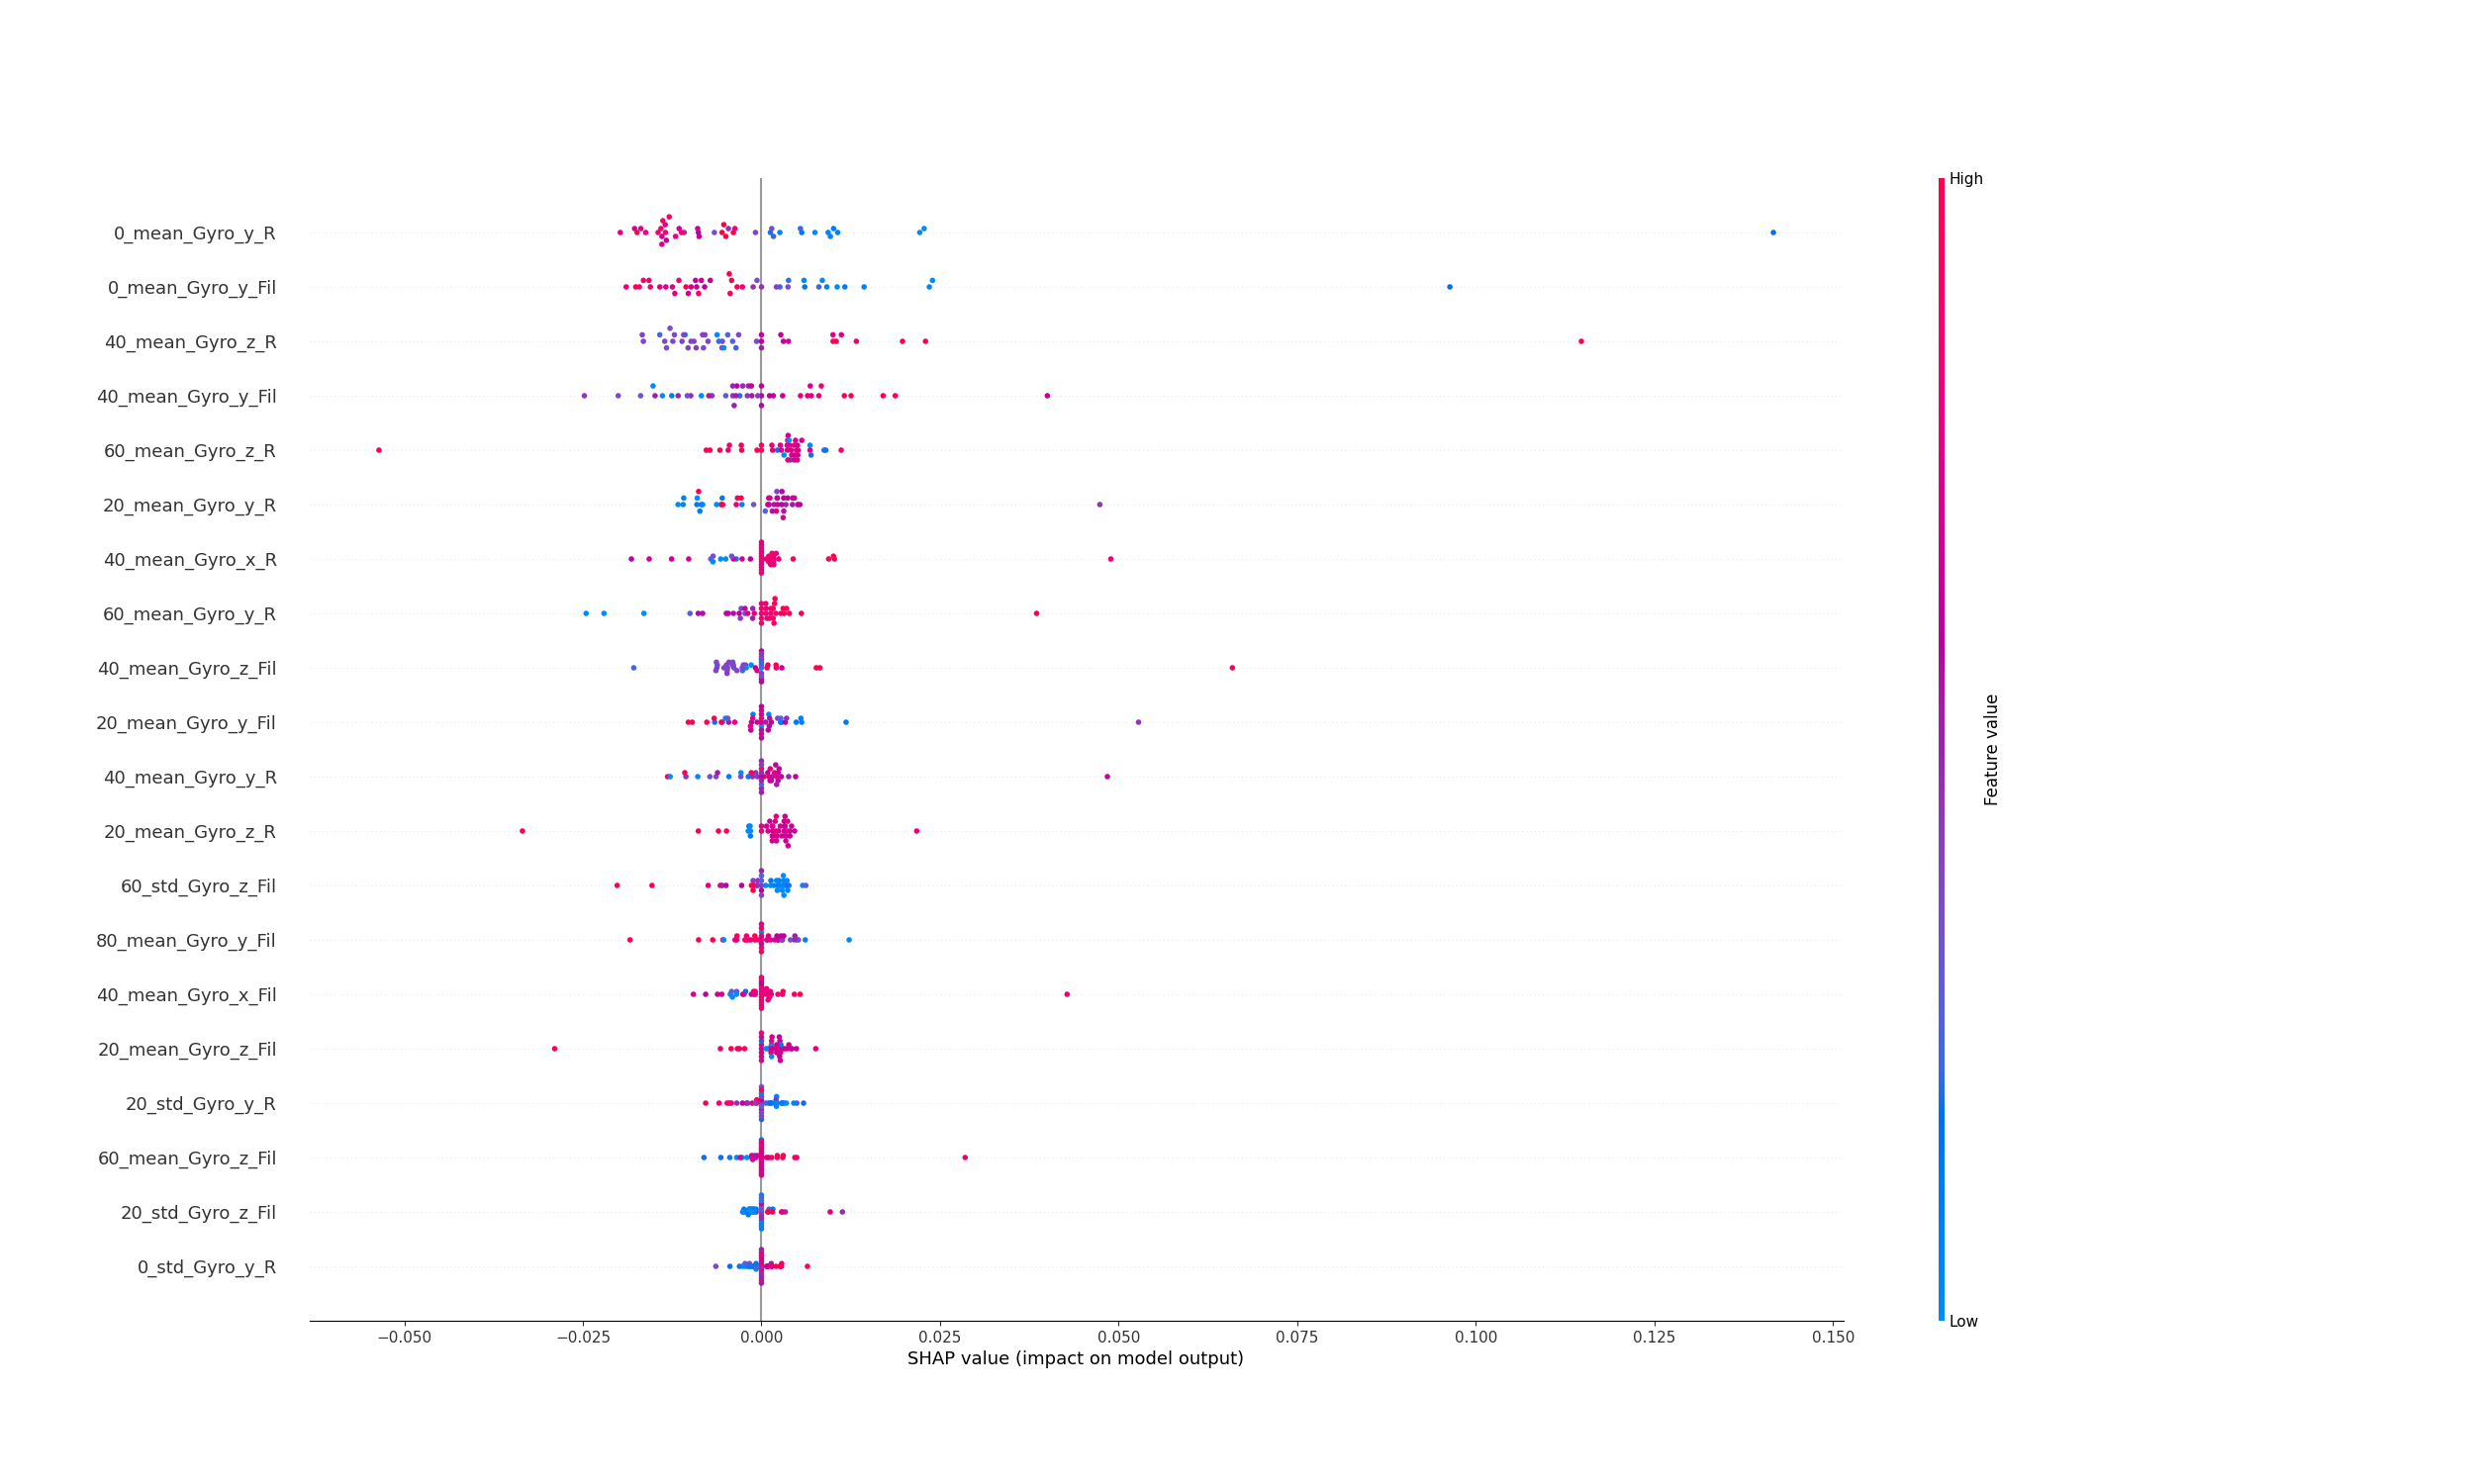 High
0_mean_Gyro_y_R
0_mean_Gyro_y_Fil
40_mean_Gyro_z_R
40_mean_Gyro_y_Fil
60_mean_Gyro_z_R
20_mean_Gyro_y_R
40_mean_Gyro_x_R
60_mean_Gyro_y_R
40_mean_Gyro_z_Fil
20_mean_Gyro_y_Fil
40_mean_Gyro_y_R
20_mean_Gyro_z_R
60_std_Gyro_z_Fil
80_mean_Gyro_y_Fil
40_mean_Gyro_x_Fil
20_mean_Gyro_z_Fil
20_std_Gyro_y_R
60_mean_Gyro_z_Fil
20_std_Gyro_z_Fil
0_std_Gyro_y_R
Feature value
Low
−0.050 −0.025 0.000 0.025 0.050 0.075 0.100 0.125 0.150
SHAP value (impact on model output)